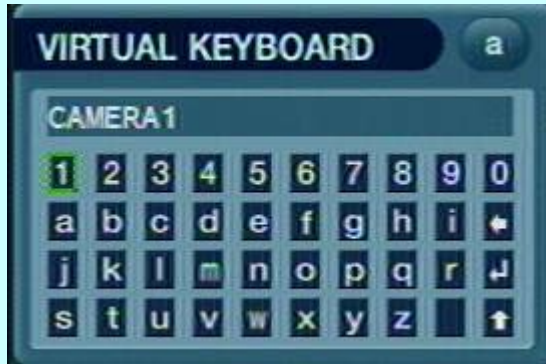 VIRTUAL KEYBOARD a
CAMERA1
1 2 3 4 5 6 7 8 9 0
a b c d e f g h i
j k l m n o p q r
s t u v w x y z